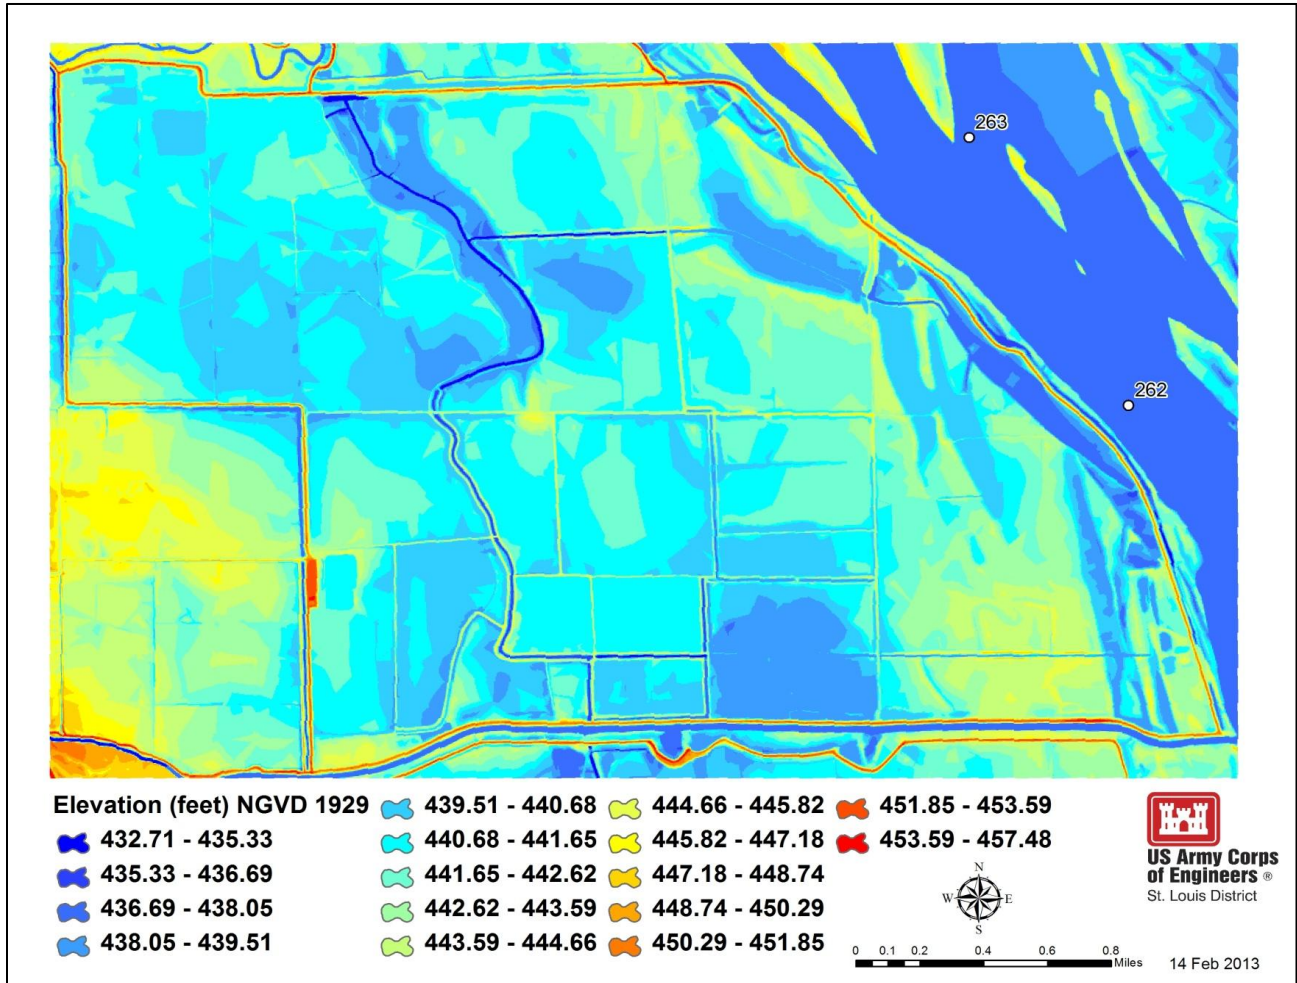 263
262
Elevation (feet) NGVD 1929
432.71 - 435.33
435.33 - 436.69
436.69 - 438.05
438.05 - 439.51
439.51 - 440.68
440.68 - 441.65
441.65 - 442.62
442.62 - 443.59
443.59 - 444.66
444.66 - 445.82
445.82 - 447.18
447.18 - 448.74
448.74 - 450.29
450.29 - 451.85
451.85 - 453.59
453.59 - 457.48
N
W E
S
0 0.1 0.2 0.4 0.6 0.8
Miles
US Army Corps
of Engineers ®
St. Louis District
14 Feb 2013